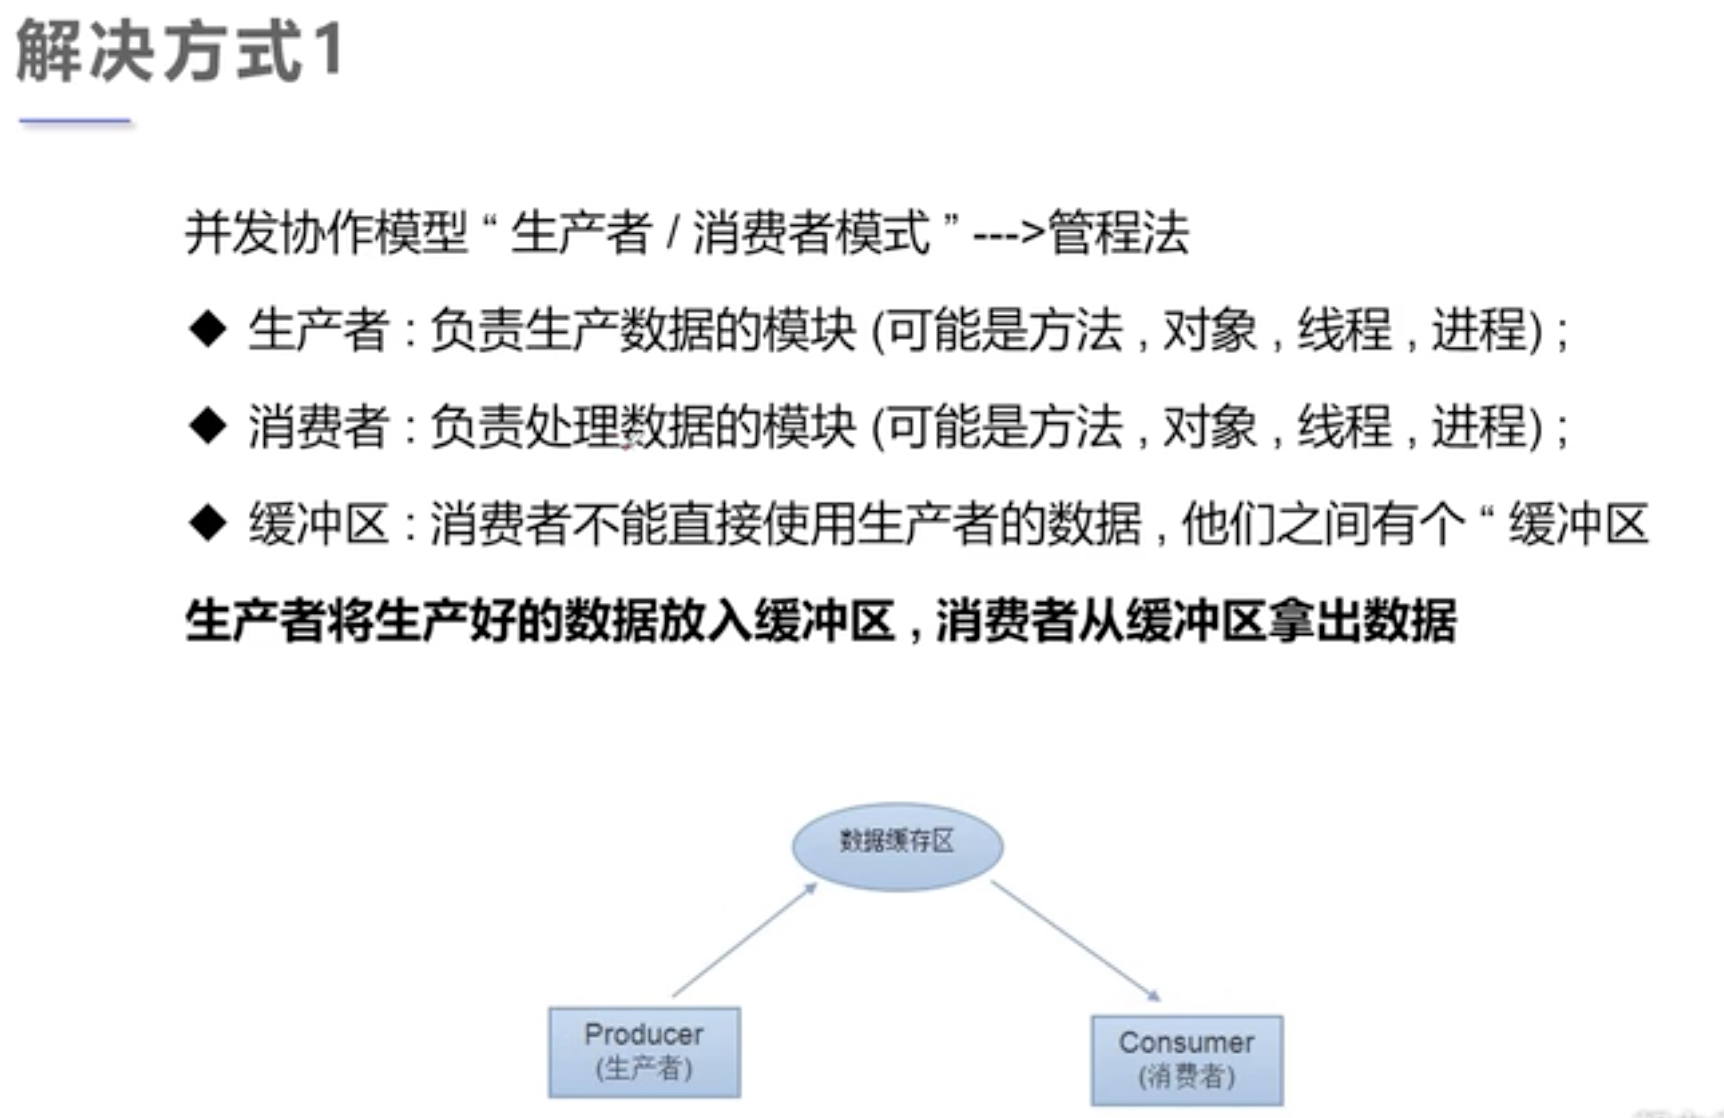 解决方式1
并发协作模型 “ 生产者 / 消费者模式 ” --->管程法
◆ 生产者 : 负责生产数据的模块 (可能是方法 , 对象 , 线程 , 进程) ;
◆ 消费者 : 负责处理数据的模块 (可能是方法 , 对象 , 线程 , 进程) ;
◆ 缓冲区 : 消费者不能直接使用生产者的数据 , 他们之间有个 “ 缓冲区
生产者将生产好的数据放入缓冲区 , 消费者从缓冲区拿出数据
数据缓存区
Producer
(生产者)
Consumer
(消费者)